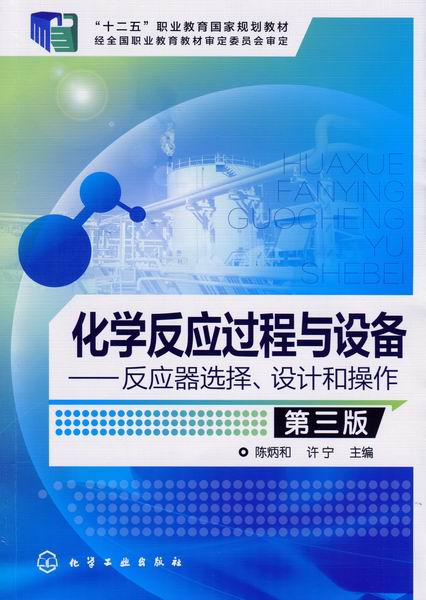 “十二五”职业教育国家规划教材
经全国职业教育教材审定委员会审定
HUAXUE
FANYING
GUOCHENG
YU
SHEBEI
化学反应过程与设备
——反应器选择、设计和操作
第三版
陈炳和 许宁 主编
化学工业出版社